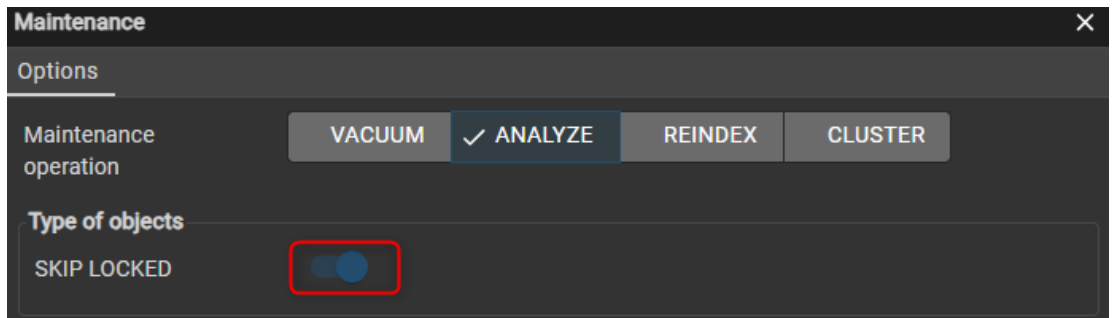 Maintenance
Options
Maintenance operation VACUUM ANALYZE REINDEX CLUSTER
Type of objects
SKIP LOCKED